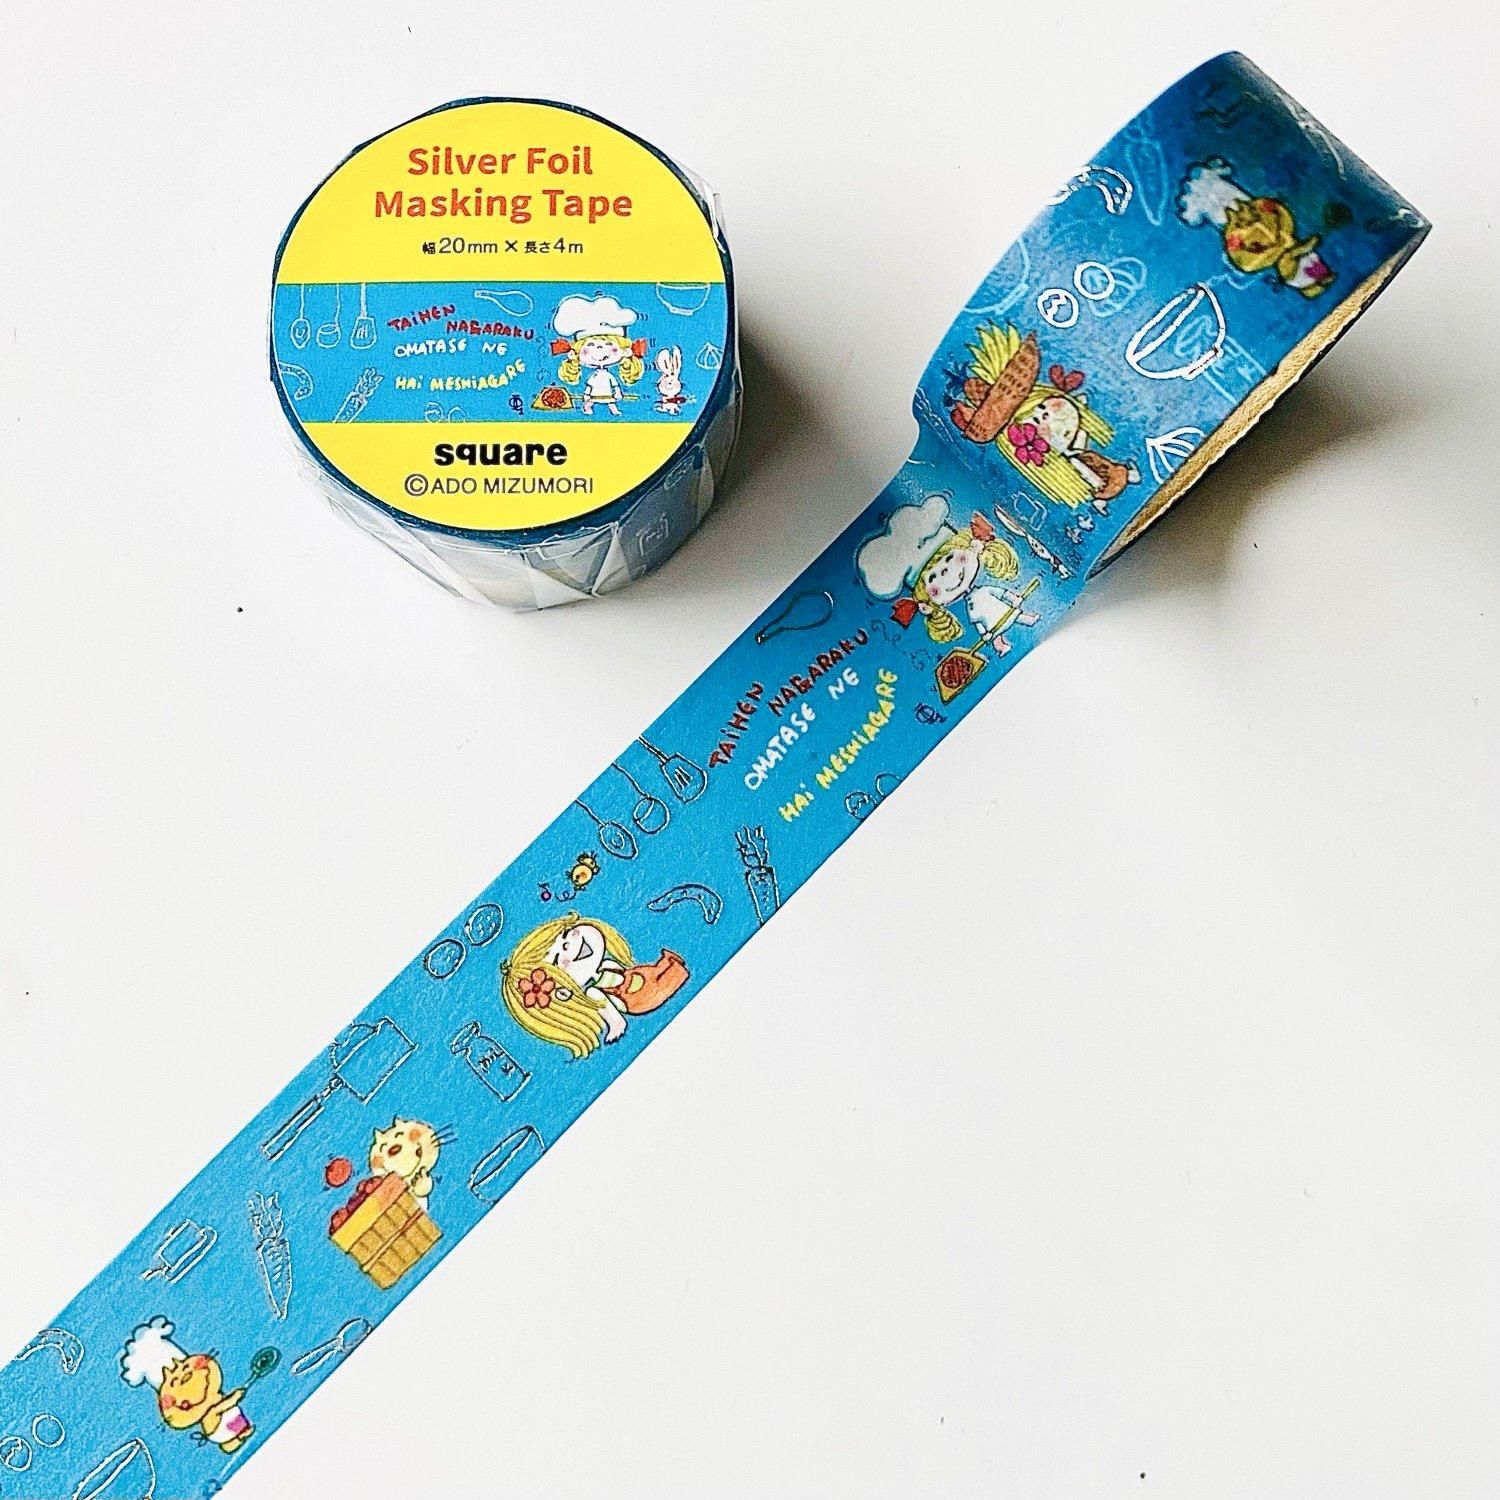 Silver Foil
Masking Tape
幅20mm×長さ4m
TAiHEN
NAGARAKU
OMATASE NE
HAi MESHiAGARE
square
©ADO MIZUMORI
TAiHEN
NAGARAKU
OMATASE NE
HAi MESHiAGARE